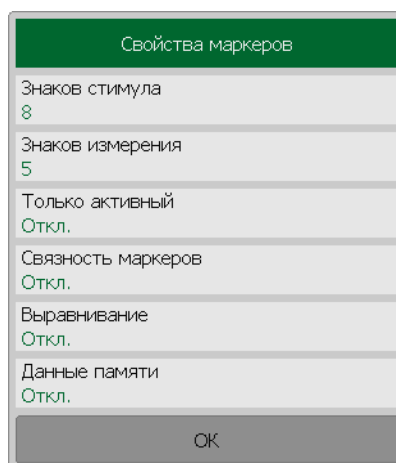 Свойства маркеров
Знаков стимула
8
Знаков измерения
5
Только активный
Откл.
Связность маркеров
Откл.
Выравнивание
Откл.
Данные памяти
Откл.
ОК